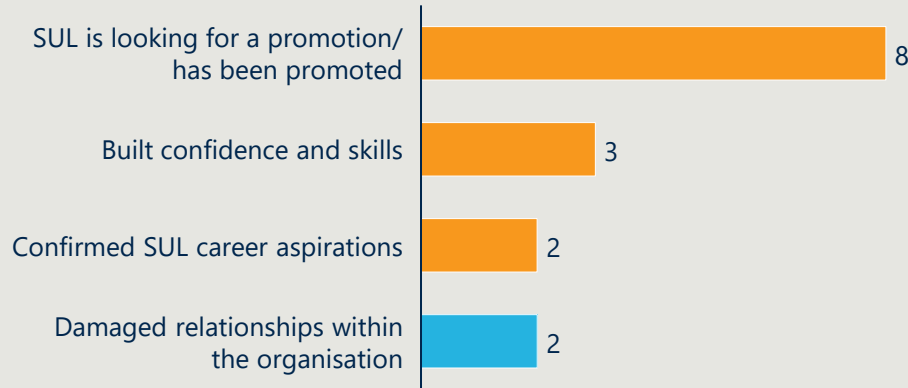 SUL is looking for a promotion/
has been promoted
8
Built confidence and skills
3
Confirmed SUL career aspirations
2
Damaged relationships within
the organisation
2